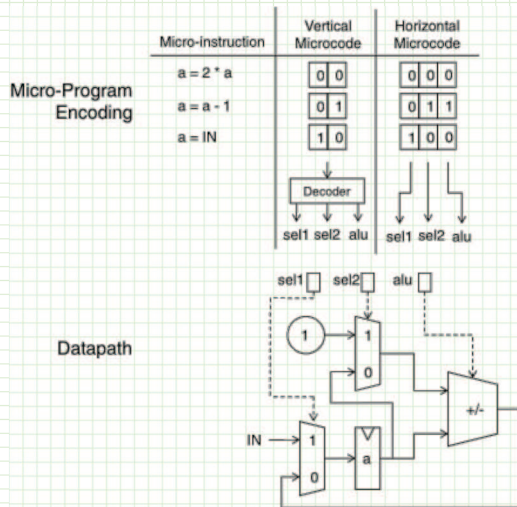 Vertical Horizontal
Micro-instruction Microcode Microcode
a = 2 * a 0 0 0 0 0
Micro-Program
Encoding
a = a - 1 0 1 0 1 1
a = IN 1 0 1 0 0
Decoder
sel1 sel2 alu sel1 sel2 alu
sel1 sel2 alu
1 1
Datapath
0
+/-
IN 1
a
0